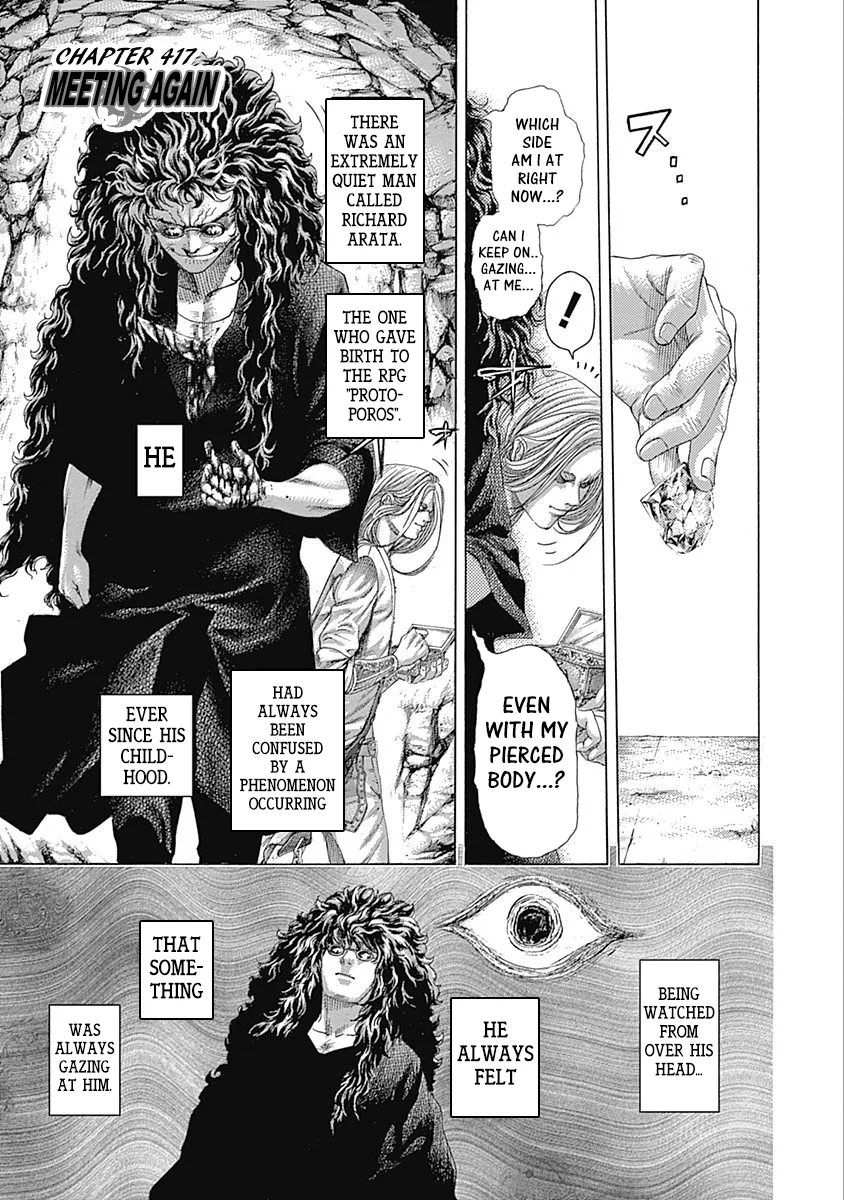 CHAPTER 417
MEETING AGAIN
ス...
WHICH
SIDE
AM I AT
RIGHT
NOW...?
CAN I
KEEP ON..
GAZING...
AT ME...
!
EVEN
WITH MY
PIERCED
BODY...?
THERE
WAS AN
EXTREMELY
QUIET MAN
CALLED
RICHARD
ARATA.
THE ONE
WHO GAVE
BIRTH TO
THE RPG
"PROTO-
POROS".
HE
HAD
ALWAYS
BEEN
CONFUSED
BY A
PHENOMENON
OCCURRING
EVER
SINCE HIS
CHILD-
HOOD.
BEING
WATCHED
FROM
OVER HIS
HEAD...
HE
ALWAYS
FELT
THAT
SOME-
THING
WAS
ALWAYS
GAZING
AT HIM.